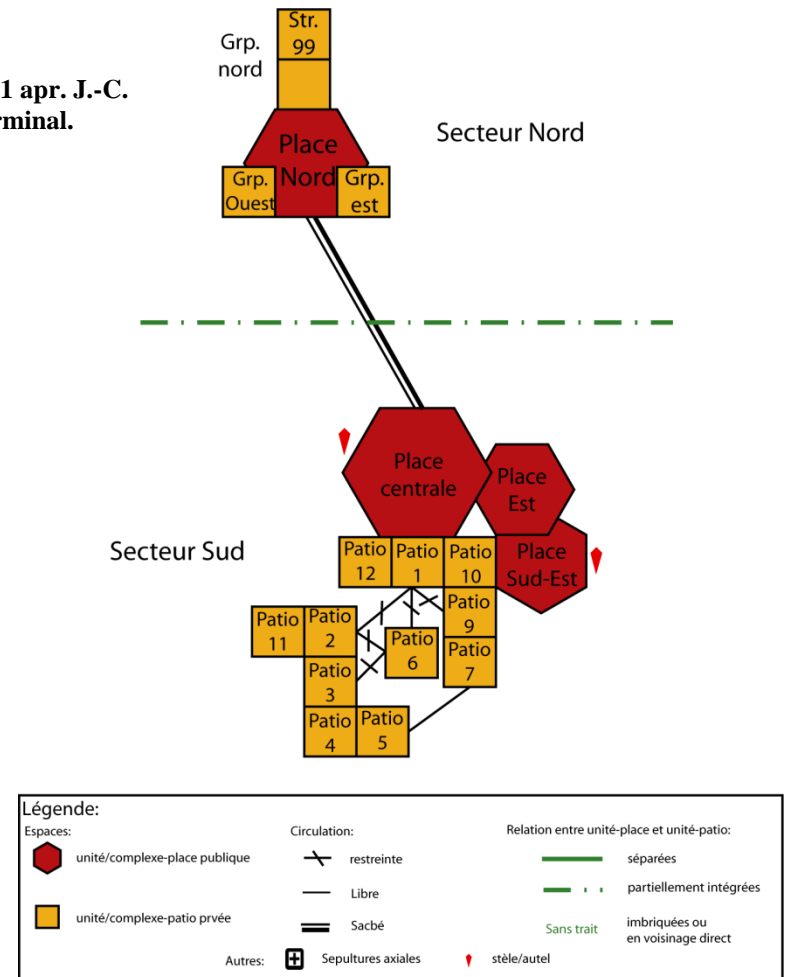 Str.
99
Grp.
nord
1 apr. J.-C.
rminal.
Place
Nord
Secteur Nord
Grp.
Ouest
Grp.
est
Place
centrale
Place
Est
Secteur Sud
Patio
12
Patio
1
Patio
10
Place
Sud-Est
Patio
11
Patio
2
Patio
6
Patio
9
Patio
7
Patio
3
Patio
4
Patio
5
Légende:
Espaces:
unité/complexe-place publique
unité/complexe-patio prvée
Circulation:
restreinte
Libre
Sacbé
Relation entre unité-place et unité-patio:
séparées
partiellement intégrées
Sans trait
imbriquées ou
en voisinage direct
Autres:
Sepultures axiales
stèle/autel